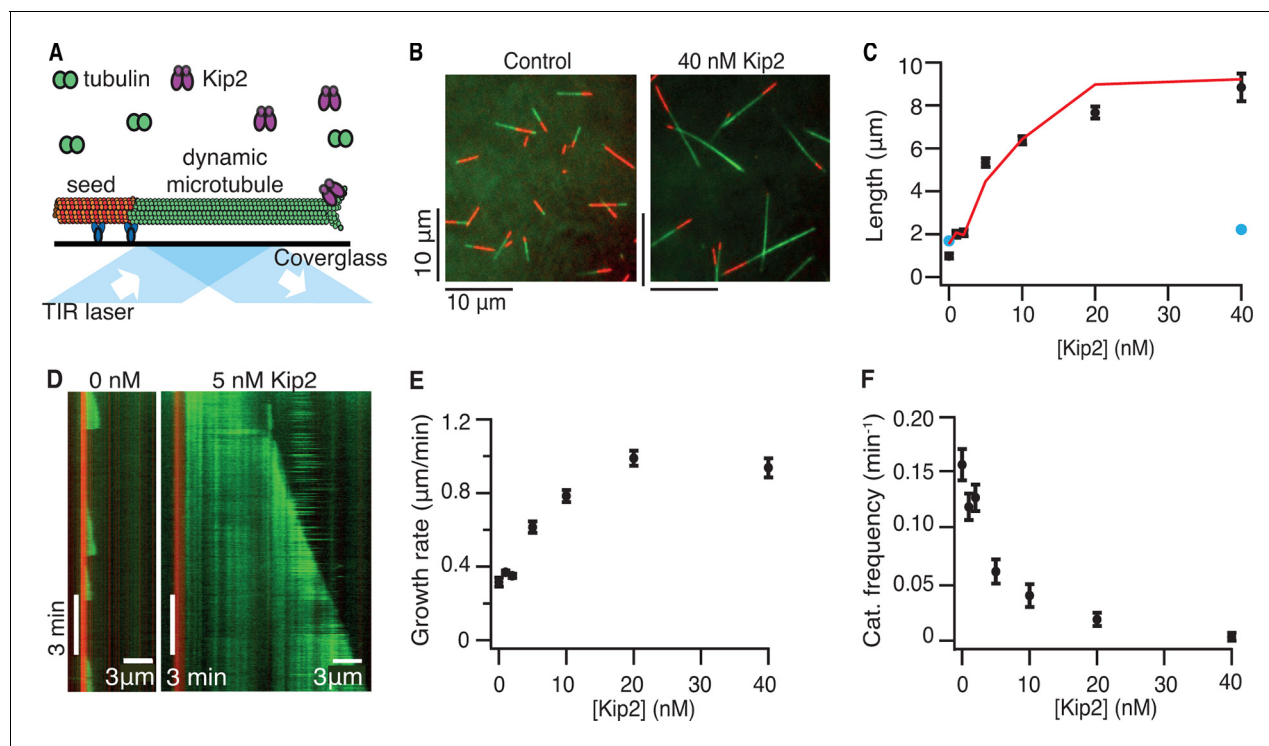 A
tubulin
Kip2
dynamic
microtubule
seed
Coverglass
TIR laser
B
Control
40 nM Kip2
10 µm
10 µm
C
Length (µm)
10
8
6
4
2
0
0
10
20
30
40
[Kip2] (nM)
D
0 nM
5 nM Kip2
3 min
3µm
3 min
3µm
E
Growth rate (µm/min)
1.2
0.8
0.4
0
0
10
20
30
40
[Kip2] (nM)
F
Cat. frequency (min⁻¹)
0.20
0.15
0.10
0.05
0
0
10
20
30
40
[Kip2] (nM)